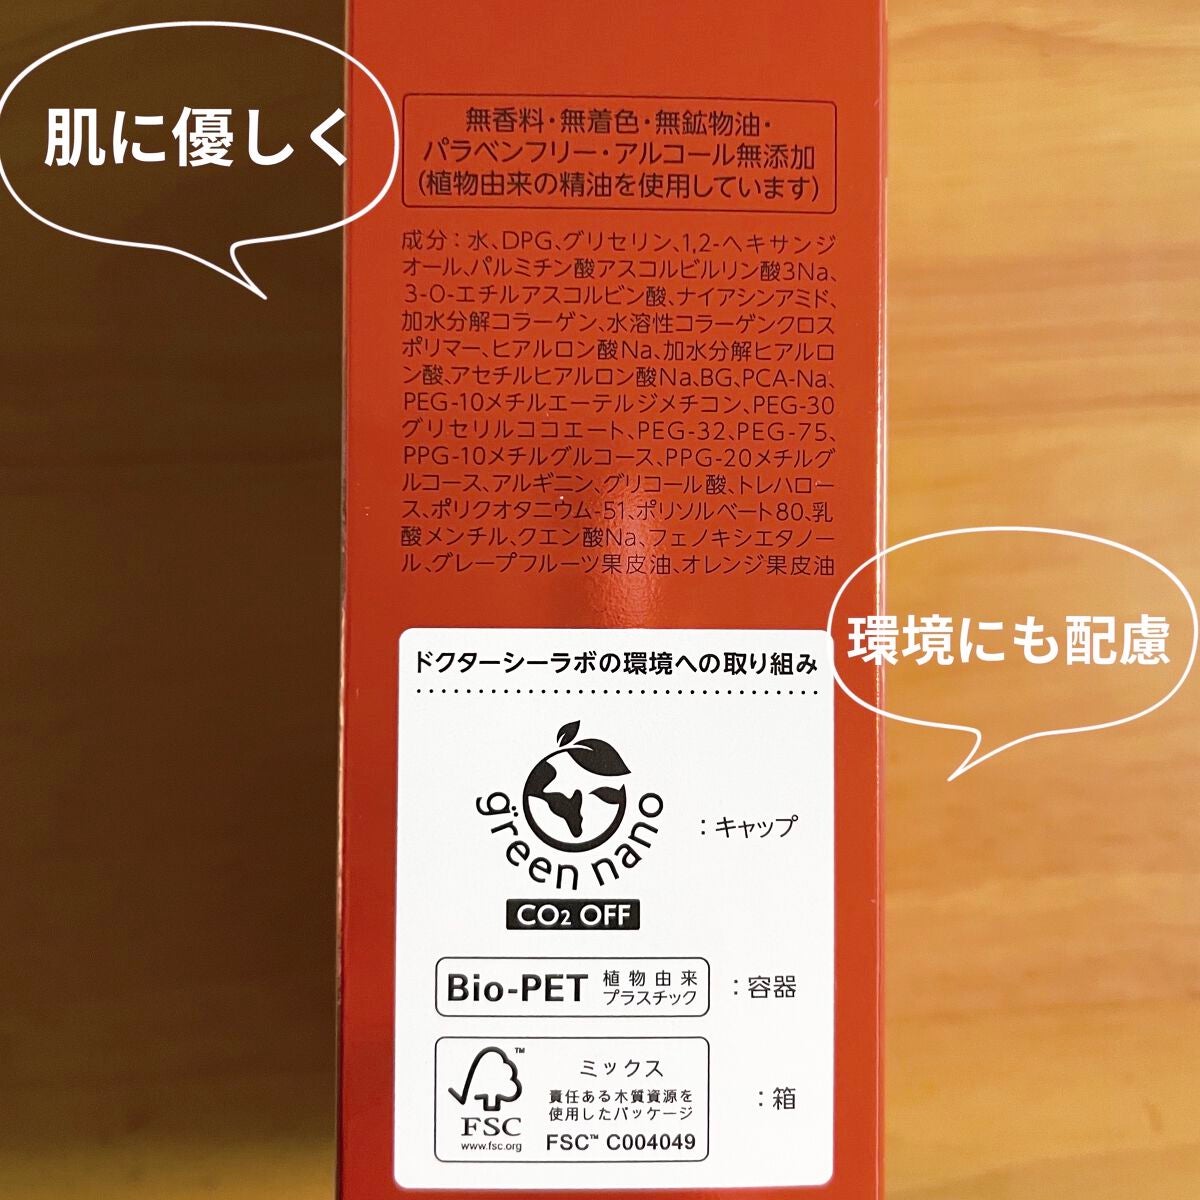 肌に優しく
無香料・無着色・無鉱物油・
パラベンフリー・アルコール無添加
(植物由来の精油を使用しています)
成分：水、DPG、グリセリン、1,2-ヘキサンジ
オール、パルミチン酸アスコルビルリン酸3Na、
3-O-エチルアスコルビン酸、ナイアシンアミド、
加水分解コラーゲン、水溶性コラーゲンクロス
ポリマー、ヒアルロン酸Na、加水分解ヒアルロ
ン酸、アセチルヒアルロン酸Na、BG、PCA-Na、
PEG-10メチルエーテルジメチコン、PEG-30
グリセリルココエート、PEG-32、PEG-75、
PPG-10メチルグルコース、PPG-20メチルグ
ルコース、アルギニン、グリコール酸、トレハロー
ス、ポリクオタニウム-51、ポリソルベート80、乳
酸メンチル、クエン酸Na、フェノキシエタノー
ル、グレープフルーツ果皮油、オレンジ果皮油
環境にも配慮
ドクターシーラボの環境への取り組み
green nano
：キャップ
CO2 OFF
Bio-PET 植物由来
プラスチック
：容器
FSC™
www.fsc.org
ミックス
責任ある木質資源を
使用したパッケージ
FSC™ C004049
：箱